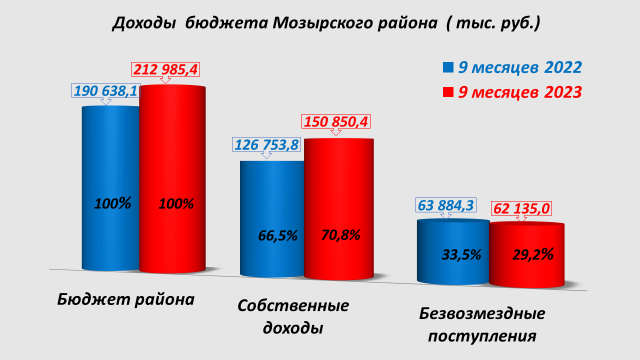 Доходы бюджета Мозырского района ( тыс. руб.)
9 месяцев 2022
9 месяцев 2023
190 638,1
212 985,4
126 753,8
150 850,4
63 884,3
62 135,0
100%
100%
66,5%
70,8%
33,5%
29,2%
Бюджет района
Собственные
доходы
Безвозмездные
поступления